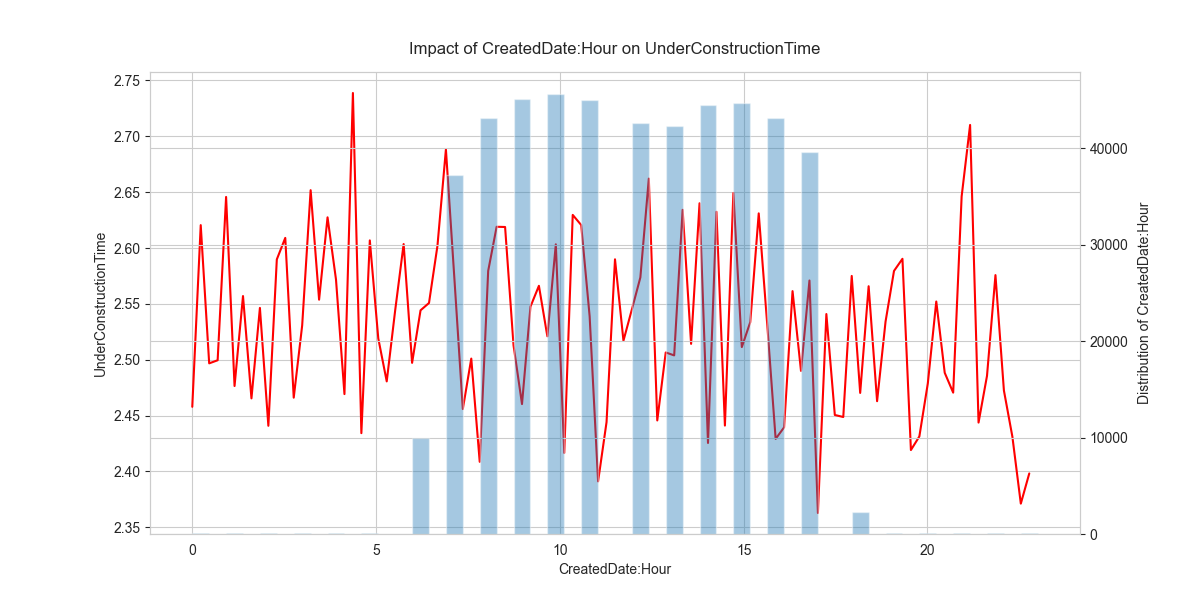 Impact of CreatedDate:Hour on UnderConstructionTime
2.75
2.70
2.65
2.60
2.55
2.50
2.45
2.40
2.35
UnderConstructionTime
40000
30000
20000
10000
0
Distribution of CreatedDate:Hour
0 5 10 15 20
CreatedDate:Hour